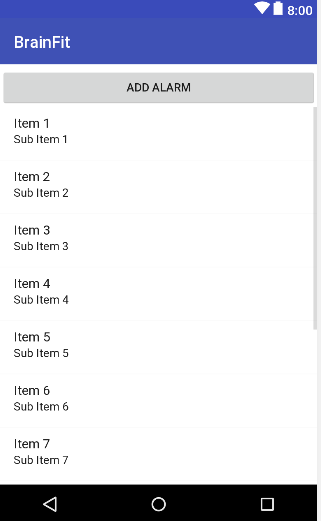 8:00
BrainFit
ADD ALARM
Item 1
Sub Item 1
Item 2
Sub Item 2
Item 3
Sub Item 3
Item 4
Sub Item 4
Item 5
Sub Item 5
Item 6
Sub Item 6
Item 7
Sub Item 7